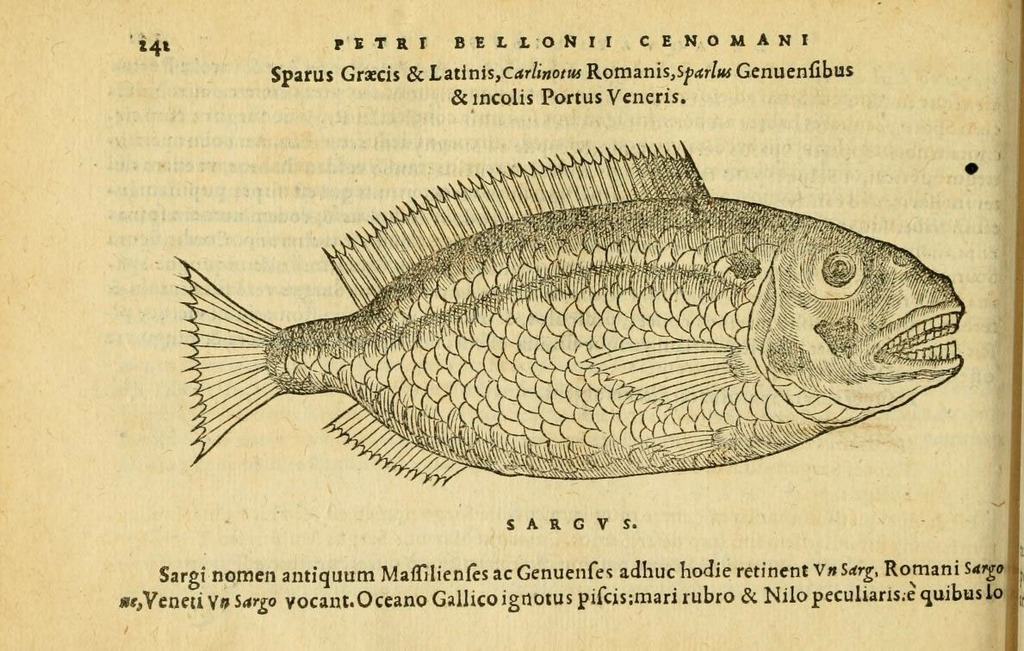 241 PETRI BELLONII CENOMANI
Sparus Græcis & Latinis, Carlinotus Romanis, Sparlus Genuenſibus
& incolis Portus Veneris.
SARGVS.
Sargi nomen antiquum Maſſilienſes ac Genuenſes adhuc hodie retinent Vn Sarg, Romani Sargo
ne, Veneti Vn Sargo vocant. Oceano Gallico ignotus piſcis: mari rubro & Nilo peculiaris: è quibus lo